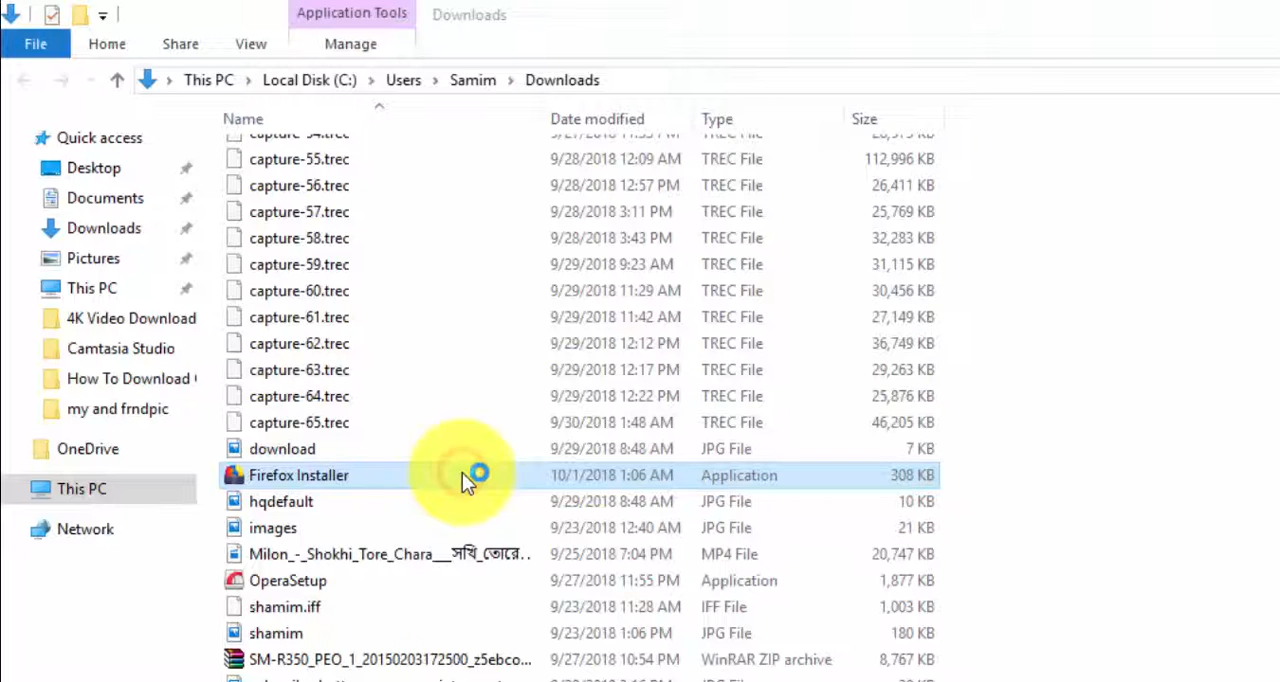 Application Tools Downloads
File Home Share View Manage
This PC Local Disk (C:) Users Samim Downloads
Name Date modified Type Size
Quick access
Desktop
Documents
Downloads
Pictures
This PC
4K Video Download
Camtasia Studio
How To Download
my and frndpic
OneDrive
This PC
Network
capture-54.trec TREC File
capture-55.trec 9/28/2018 12:09 AM TREC File 112,996 KB
capture-56.trec 9/28/2018 12:57 PM TREC File 26,411 KB
capture-57.trec 9/28/2018 3:11 PM TREC File 25,769 KB
capture-58.trec 9/28/2018 3:43 PM TREC File 32,283 KB
capture-59.trec 9/29/2018 9:23 AM TREC File 31,115 KB
capture-60.trec 9/29/2018 11:29 AM TREC File 30,456 KB
capture-61.trec 9/29/2018 11:42 AM TREC File 27,149 KB
capture-62.trec 9/29/2018 12:12 PM TREC File 36,749 KB
capture-63.trec 9/29/2018 12:17 PM TREC File 29,263 KB
capture-64.trec 9/29/2018 12:22 PM TREC File 25,876 KB
capture-65.trec 9/30/2018 1:48 AM TREC File 46,205 KB
download 9/29/2018 8:48 AM JPG File 7 KB
Firefox Installer 10/1/2018 1:06 AM Application 308 KB
hqdefault 9/29/2018 8:48 AM JPG File 10 KB
images 9/23/2018 12:40 AM JPG File 21 KB
Milon_-_Shokhi_Tore_Chara__সখি_তোরে.. 9/25/2018 7:04 PM MP4 File 20,747 KB
OperaSetup 9/27/2018 11:55 PM Application 1,877 KB
shamim.iff 9/23/2018 11:28 AM IFF File 1,003 KB
shamim 9/23/2018 1:06 PM JPG File 180 KB
SM-R350_PEO_1_20150203172500_z5ebco... 9/27/2018 10:54 PM WinRAR ZIP archive 8,767 KB